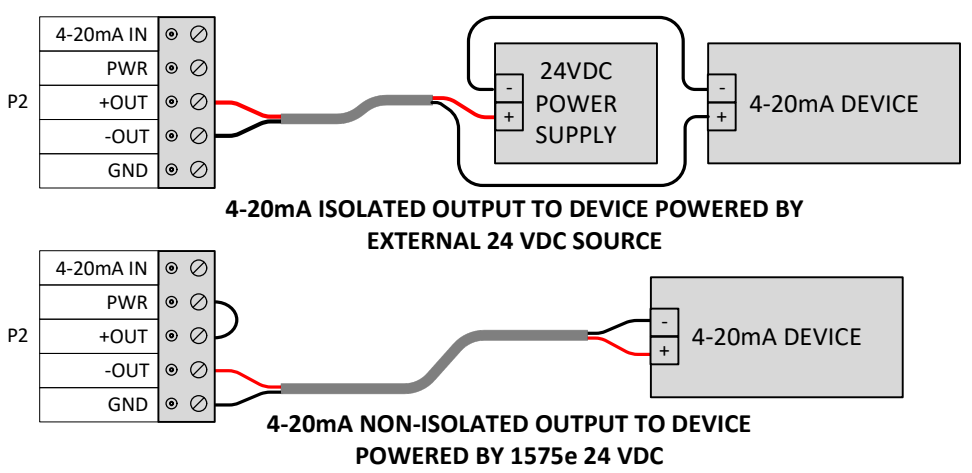 4-20mA IN
PWR
P2
+OUT
-OUT
GND
24VDC
POWER
SUPPLY
-
+
-
+
4-20mA DEVICE
4-20mA ISOLATED OUTPUT TO DEVICE POWERED BY
EXTERNAL 24 VDC SOURCE
4-20mA IN
PWR
P2
+OUT
-OUT
GND
-
+
4-20mA DEVICE
4-20mA NON-ISOLATED OUTPUT TO DEVICE
POWERED BY 1575e 24 VDC